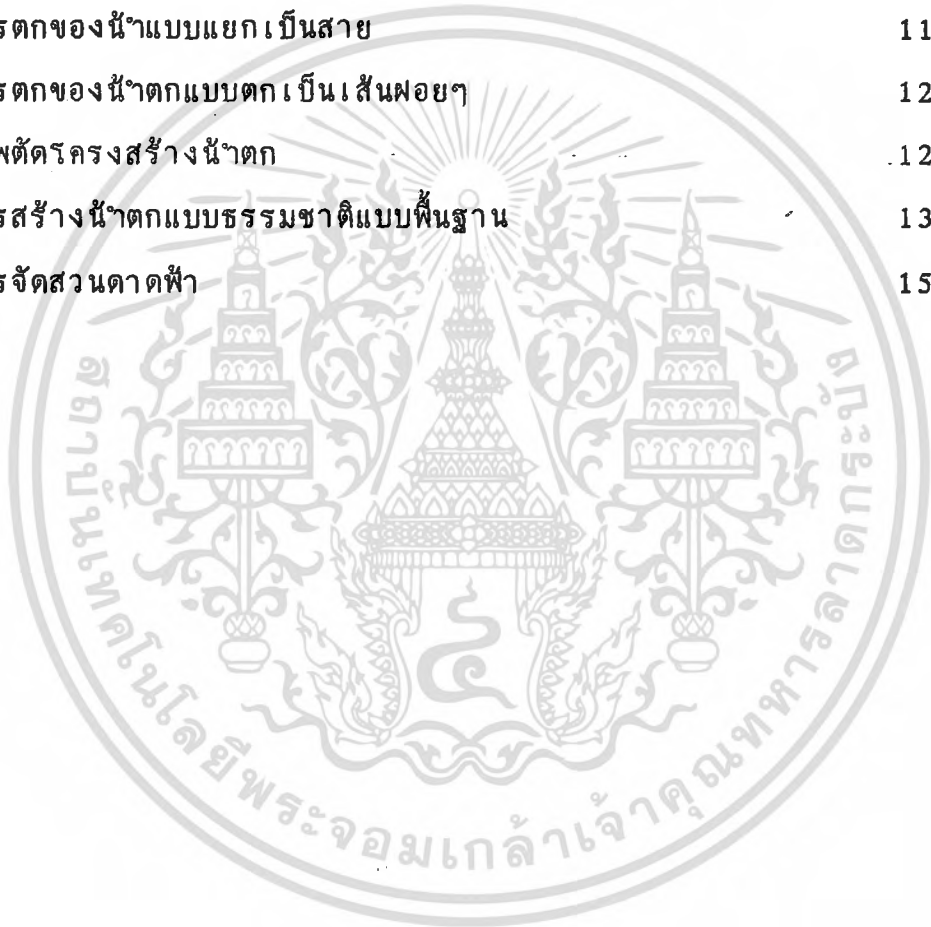 รตกของน้ำแบบแยกเป็นสาย 11
รตกของน้ำตกแบบตกเป็นเส้นฝอยๆ 12
พตัดโครงสร้างน้ำตก 12
รสร้างน้ำตกแบบธรรมชาติแบบพื้นฐาน 13
รจัดสวนดาดฟ้า 15
สถาบันเทคโนโลยีพระจอมเกล้าเจ้าคุณทหารลาดกระบัง